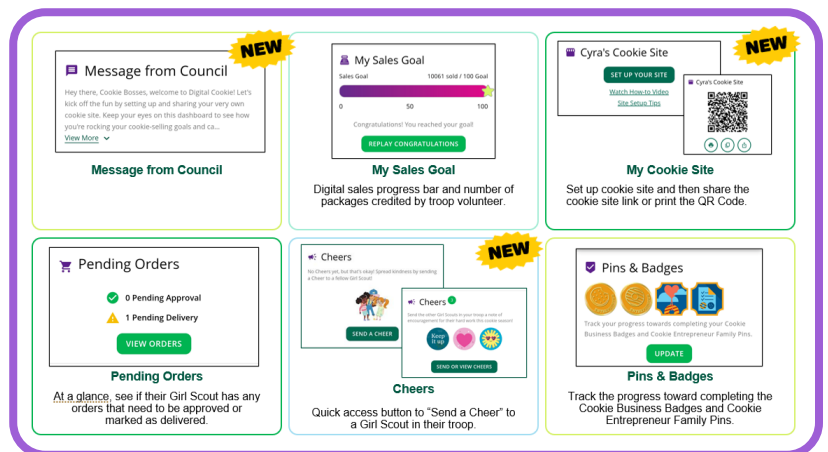 NEW
Message from Council
Hey there, Cookie Bosses, welcome to Digital Cookie! Let's
kick off the fun by setting up and sharing your very own
cookie site. Keep your eyes on this dashboard to see how
you're rocking your cookie-selling goals and ca...
View More
Message from Council
My Sales Goal
Sales Goal 10061 sold / 100 Goal
0 50 100
Congratulations! You reached your goal!
REPLAY CONGRATULATIONS
My Sales Goal
Digital sales progress bar and number of
packages credited by troop volunteer.
NEW
Cyra's Cookie Site
SET UP YOUR SITE
Watch How-to Video
Site Setup Tips
Cyra's Cookie Site
My Cookie Site
Set up cookie site and then share the
cookie site link or print the QR Code.
Pending Orders
0 Pending Approval
1 Pending Delivery
VIEW ORDERS
Pending Orders
At a glance, see if their Girl Scout has any
orders that need to be approved or
marked as delivered.
NEW
Cheers
No Cheers yet, but that's okay! Spread kindness by sending
a Cheer to a fellow Girl Scout!
SEND A CHEER
Cheers
Send the other Girl Scouts in your troop a note of
encouragement for their hard work this cookie season!
Keep
it up
SEND OR VIEW CHEERS
Cheers
Quick access button to “Send a Cheer” to
a Girl Scout in their troop.
Pins & Badges
Track your progress towards completing your Cookie
Business Badges and Cookie Entrepreneur Family Pins.
UPDATE
Pins & Badges
Track the progress toward completing the
Cookie Business Badges and Cookie
Entrepreneur Family Pins.